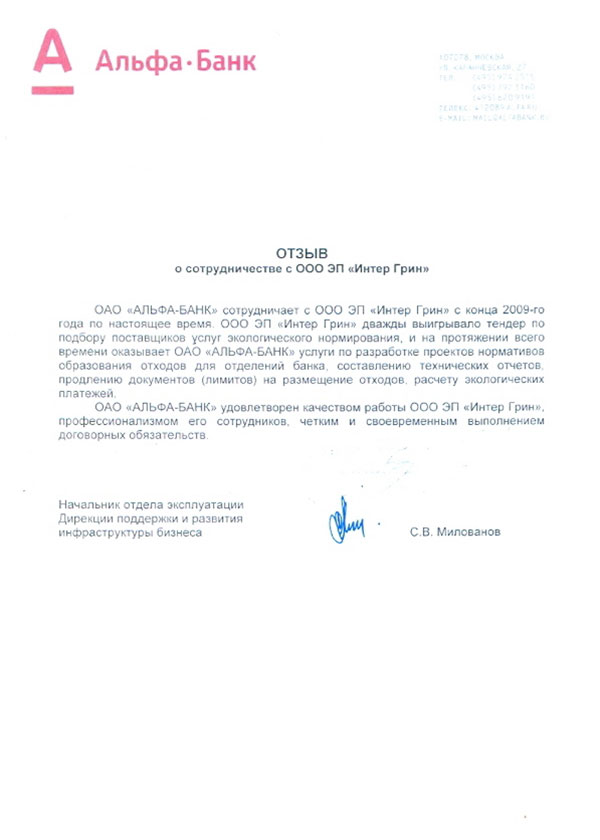 А
Альфа·Банк
МОСКВА
ОТЗЫВ
о сотрудничестве с ООО ЭП «Интер Грин»
ОАО «АЛЬФА-БАНК» сотрудничает с ООО ЭП «Интер Грин» с конца 2009-го
года по настоящее время. ООО ЭП «Интер Грин» дважды выигрывало тендер по
подбору поставщиков услуг экологического нормирования, и на протяжении всего
времени оказывает ОАО «АЛЬФА-БАНК» услуги по разработке проектов нормативов
образования отходов для отделений банка, составлению технических отчетов,
продлению документов (лимитов) на размещение отходов, расчету экологических
платежей.
ОАО «АЛЬФА-БАНК» удовлетворен качеством работы ООО ЭП «Интер Грин»,
профессионализмом его сотрудников, четким и своевременным выполнением
договорных обязательств.
Начальник отдела эксплуатации
Дирекции поддержки и развития
инфраструктуры бизнеса
С.В. Милованов